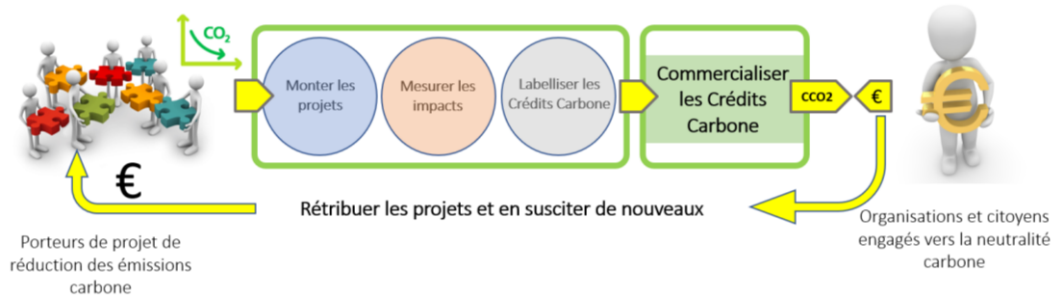 CO₂
Monter les
projets
Mesurer les
impacts
Labelliser les
Crédits Carbone
Commercialiser
les Crédits
Carbone
CCO2
€
€
Rétribuer les projets et en susciter de nouveaux
Porteurs de projet de
réduction des émissions
carbone
Organisations et citoyens
engagés vers la neutralité
carbone